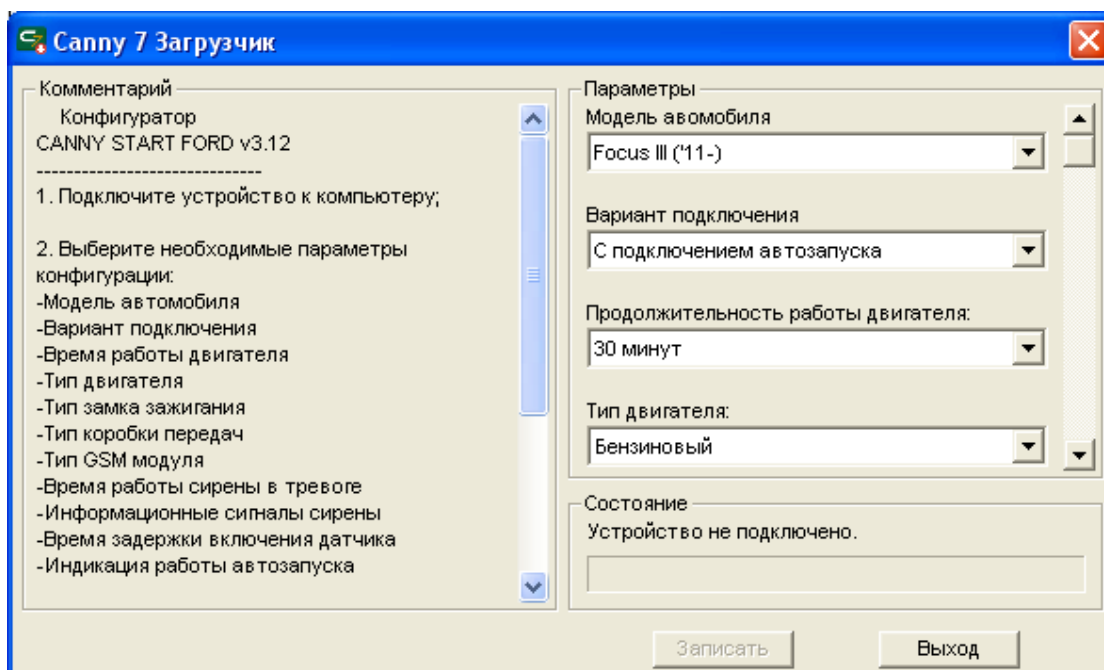 Canny 7 Загрузчик
Комментарий
Конфигуратор
CANNY START FORD v3.12
------------------------------
1. Подключите устройство к компьютеру;
2. Выберите необходимые параметры
конфигурации:
-Модель автомобиля
-Вариант подключения
-Время работы двигателя
-Тип двигателя
-Тип замка зажигания
-Тип коробки передач
-Тип GSM модуля
-Время работы сирены в тревоге
-Информационные сигналы сирены
-Время задержки включения датчика
-Индикация работы автозапуска
Параметры
Модель авомобиля
Focus III ('11-)
Вариант подключения
С подключением автозапуска
Продолжительность работы двигателя:
30 минут
Тип двигателя:
Бензиновый
Состояние
Устройство не подключено.
Записать
Выход